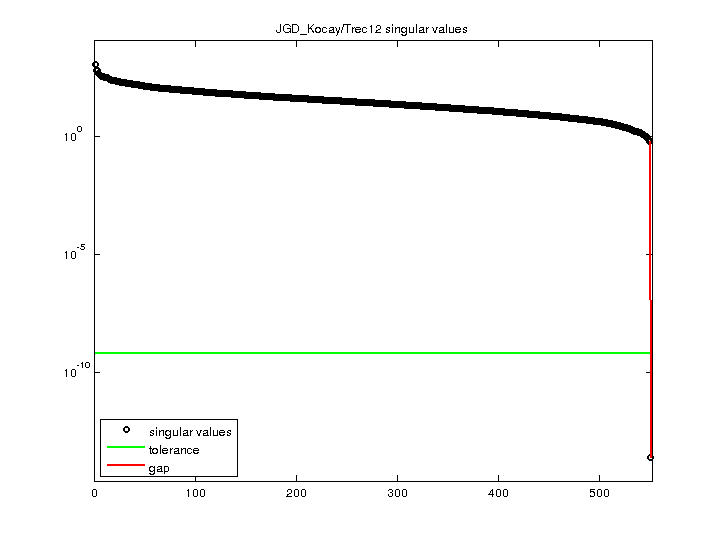 JGD_Kocay/Trec12 singular values
10^0
10^-5
10^-10
singular values
tolerance
gap
0 100 200 300 400 500